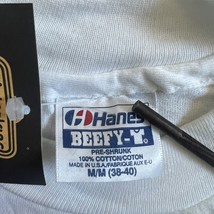 Hanes
BEEFY-T
PRE-SHRUNK
100% COTTON/COTON
MADE IN U.S.A./FABRIQUE AUX E-U
M/M (38-40)